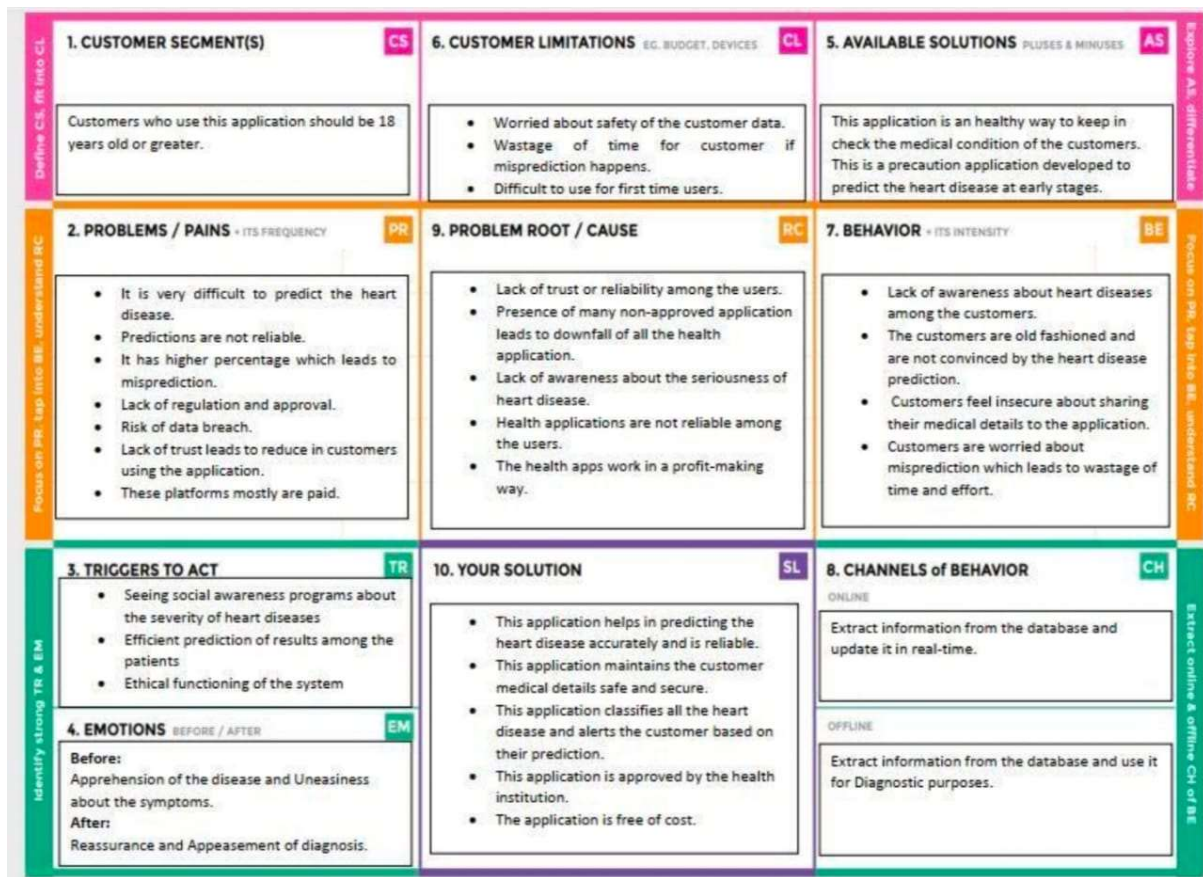 Define CS, fit into CL
1. CUSTOMER SEGMENT(S)
CS
Customers who use this application should be 18
years old or greater.
6. CUSTOMER LIMITATIONS EG. BUDGET, DEVICES
CL
• Worried about safety of the customer data.
• Wastage of time for customer if
misprediction happens.
• Difficult to use for first time users.
5. AVAILABLE SOLUTIONS PLUSES & MINUSES
AS
This application is an healthy way to keep in
check the medical condition of the customers.
This is a precaution application developed to
predict the heart disease at early stages.
Explore AS, differentiate
Focus on PR, tap into BE, understand RC
2. PROBLEMS / PAINS + ITS FREQUENCY
PR
• It is very difficult to predict the heart
disease.
• Predictions are not reliable.
• It has higher percentage which leads to
misprediction.
• Lack of regulation and approval.
• Risk of data breach.
• Lack of trust leads to reduce in customers
using the application.
• These platforms mostly are paid.
9. PROBLEM ROOT / CAUSE
RC
• Lack of trust or reliability among the users.
• Presence of many non-approved application
leads to downfall of all the health
application.
• Lack of awareness about the seriousness of
heart disease.
• Health applications are not reliable among
the users.
• The health apps work in a profit-making
way.
7. BEHAVIOR + ITS INTENSITY
BE
• Lack of awareness about heart diseases
among the customers.
• The customers are old fashioned and
are not convinced by the heart disease
prediction.
• Customers feel insecure about sharing
their medical details to the application.
• Customers are worried about
misprediction which leads to wastage of
time and effort.
Focus on PR, tap into BE, understand RC
Identify strong TR & EM
3. TRIGGERS TO ACT
TR
• Seeing social awareness programs about
the severity of heart diseases
• Efficient prediction of results among the
patients
• Ethical functioning of the system
4. EMOTIONS BEFORE / AFTER
EM
Before:
Apprehension of the disease and Uneasiness
about the symptoms.
After:
Reassurance and Appeasement of diagnosis.
10. YOUR SOLUTION
SL
• This application helps in predicting the
heart disease accurately and is reliable.
• This application maintains the customer
medical details safe and secure.
• This application classifies all the heart
disease and alerts the customer based on
their prediction.
• This application is approved by the health
institution.
• The application is free of cost.
8. CHANNELS of BEHAVIOR
CH
ONLINE
Extract information from the database and
update it in real-time.
OFFLINE
Extract information from the database and use it
for Diagnostic purposes.
Extract online & offline CH of BE